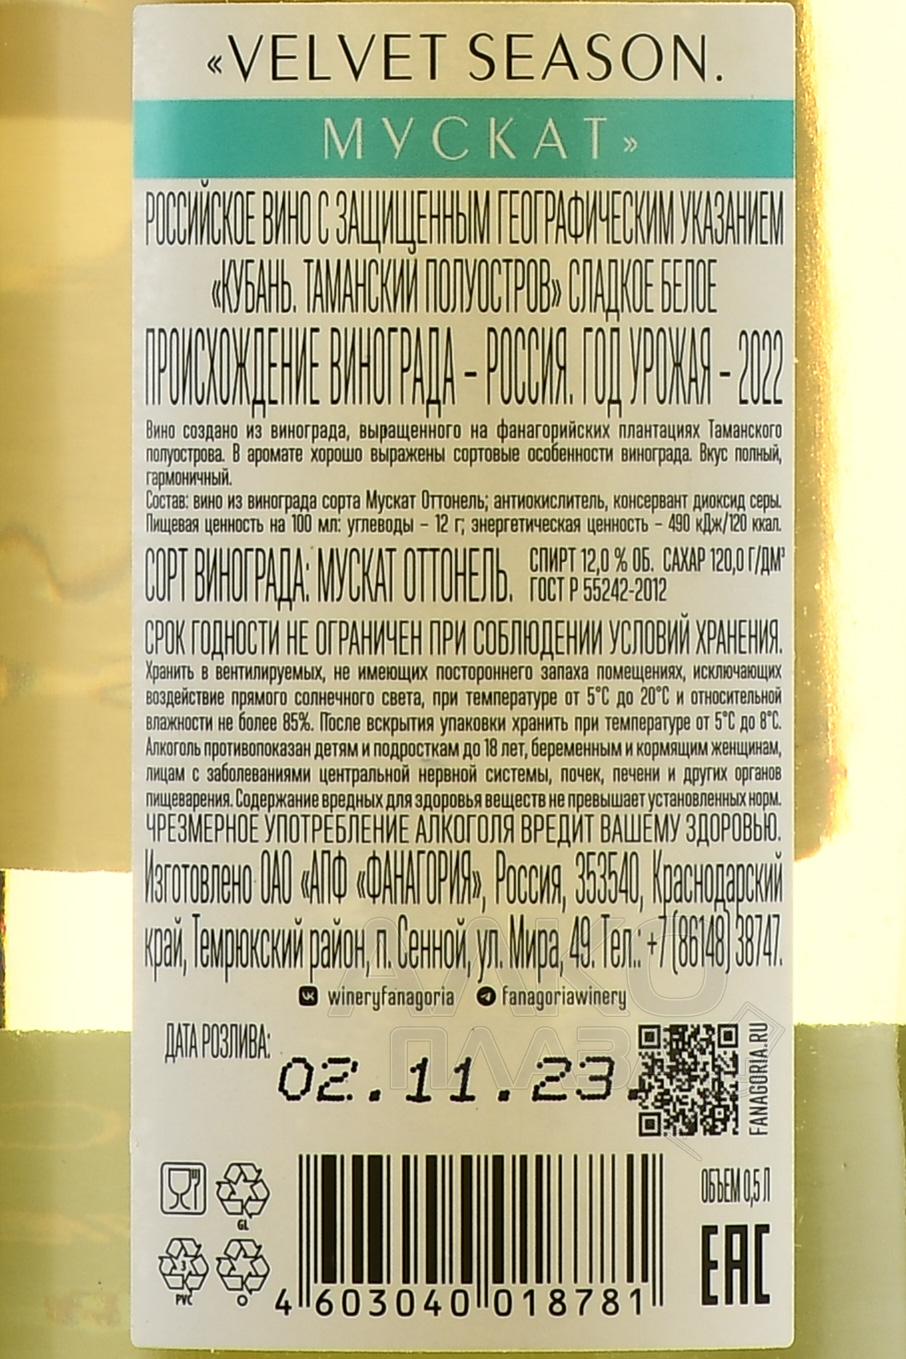 «VELVET SEASON.
МУСКАТ»
РОССИЙСКОЕ ВИНО С ЗАЩИЩЕННЫМ ГЕОГРАФИЧЕСКИМ УКАЗАНИЕМ
«КУБАНЬ. ТАМАНСКИЙ ПОЛУОСТРОВ» СЛАДКОЕ БЕЛОЕ
ПРОИСХОЖДЕНИЕ ВИНОГРАДА – РОССИЯ. ГОД УРОЖАЯ – 2022
Вино создано из винограда, выращенного на фанагорийских плантациях Таманского
полуострова. В аромате хорошо выражены сортовые особенности винограда. Вкус полный,
гармоничный.
Состав: вино из винограда сорта Мускат Оттонель; антиокислитель, консервант диоксид серы.
Пищевая ценность на 100 мл: углеводы – 12 г; энергетическая ценность – 490 кДж/120 ккал.
СОРТ ВИНОГРАДА: МУСКАТ ОТТОНЕЛЬ.
СПИРТ 12,0 % ОБ. САХАР 120,0 Г/ДМ³
ГОСТ Р 55242-2012
СРОК ГОДНОСТИ НЕ ОГРАНИЧЕН ПРИ СОБЛЮДЕНИИ УСЛОВИЙ ХРАНЕНИЯ.
Хранить в вентилируемых, не имеющих постороннего запаха помещениях, исключающих
воздействие прямого солнечного света, при температуре от 5°C до 20°C и относительной
влажности не более 85%. После вскрытия упаковки хранить при температуре от 5°C до 8°C.
Алкоголь противопоказан детям и подросткам до 18 лет, беременным и кормящим женщинам,
лицам с заболеваниями центральной нервной системы, почек, печени и других органов
пищеварения. Содержание вредных для здоровья веществ не превышает установленных норм.
ЧРЕЗМЕРНОЕ УПОТРЕБЛЕНИЕ АЛКОГОЛЯ ВРЕДИТ ВАШЕМУ ЗДОРОВЬЮ.
Изготовлено ОАО «АПФ «ФАНАГОРИЯ», Россия, 353540, Краснодарский
край, Темрюкский район, п. Сенной, ул. Мира, 49. Тел.: +7 (86148) 38747.
wineryfanagoria fanagoriawinery
АЛКО
ПЛАЗА
ДАТА РОЗЛИВА:
02.11.23.
FANAGORIA.RU
GL
3
PVC
O
4 603040 018781
ОБЪЕМ 0,5 Л
EAC